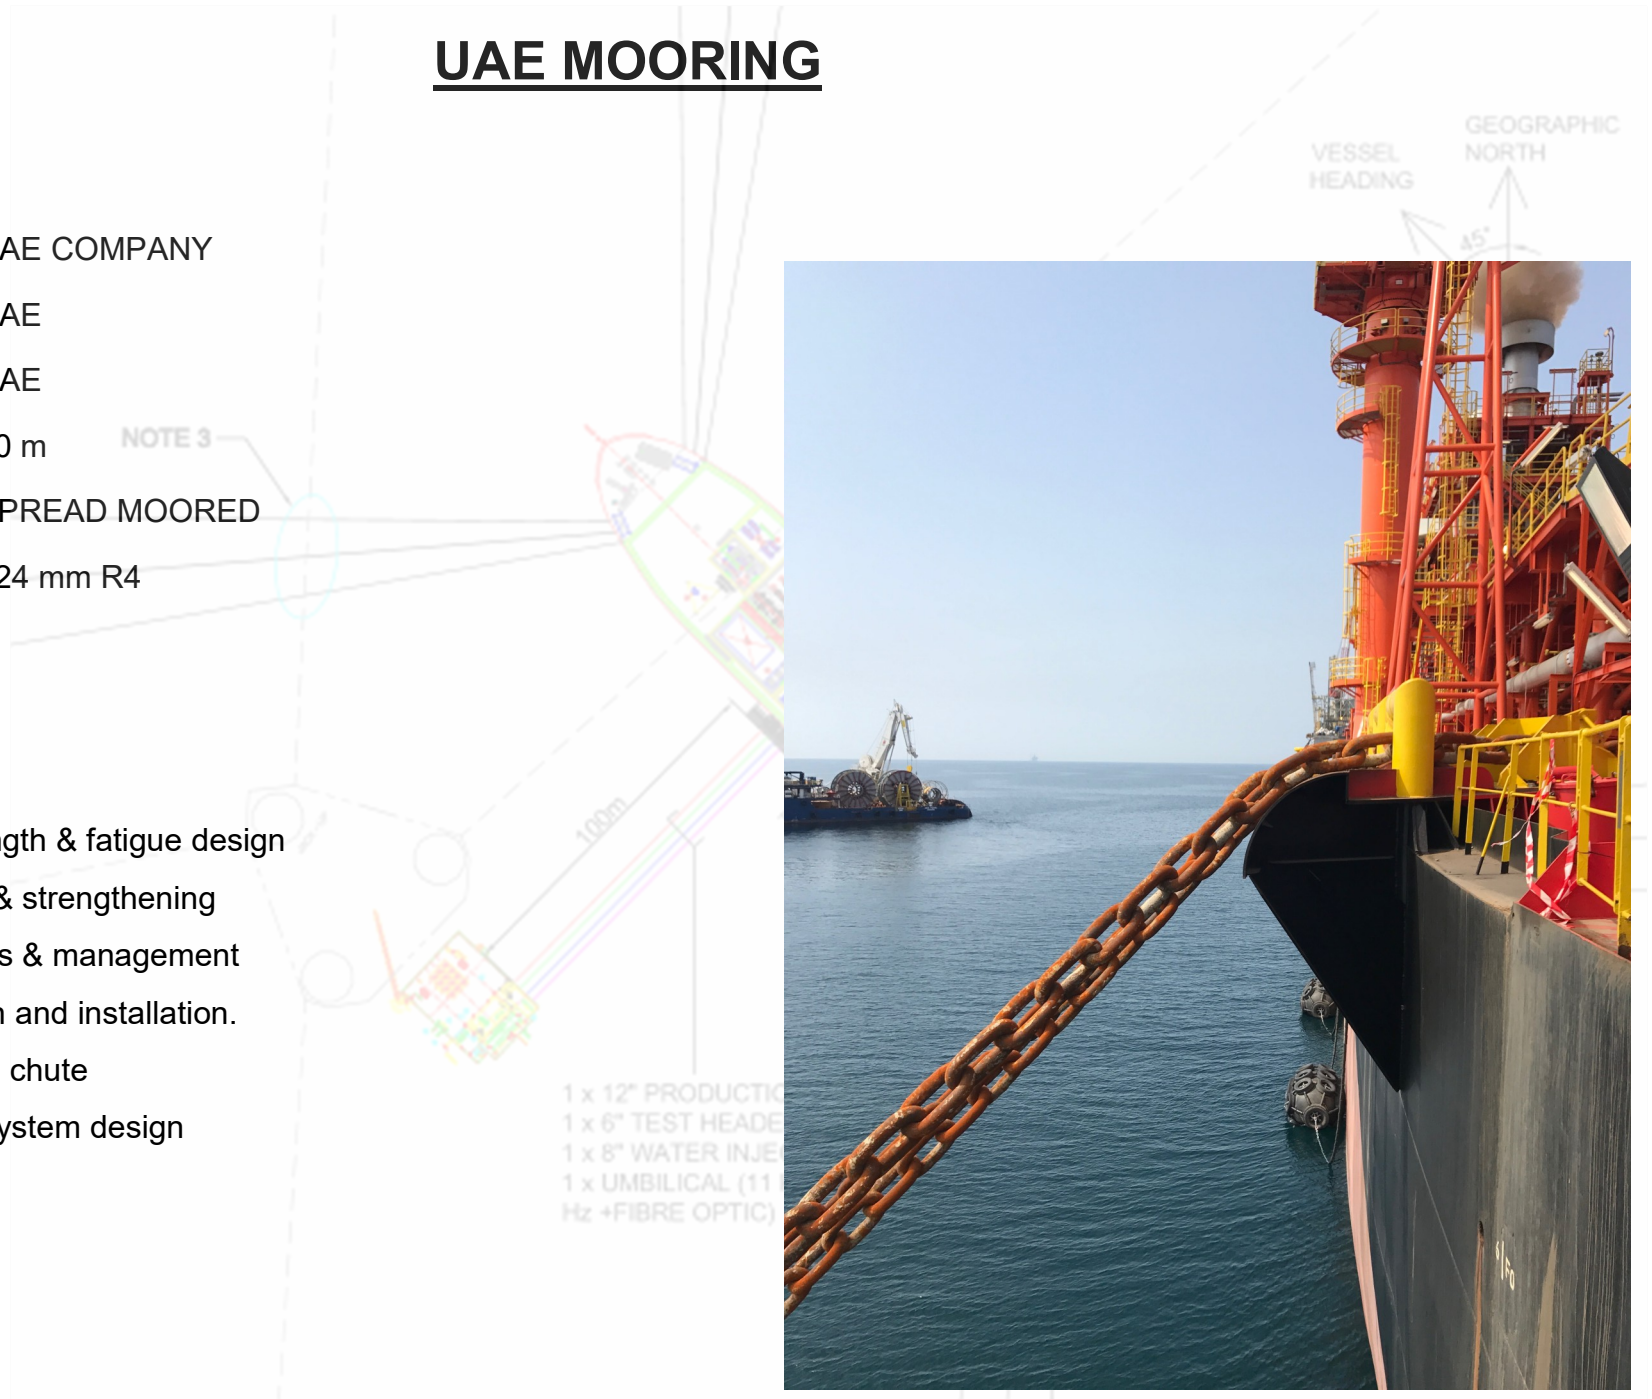 UAE MOORING
GEOGRAPHIC
NORTH
VESSEL
HEADING
45°
AE COMPANY
AE
AE
0 m
NOTE 3
PREAD MOORED
24 mm R4
100m
gth & fatigue design
& strengthening
s & management
n and installation.
chute
ystem design
1 x 12" PRODUCTIO
1 x 6" TEST HEADE
1 x 8" WATER INJE
1 x UMBILICAL (11
Hz +FIBRE OPTIC)